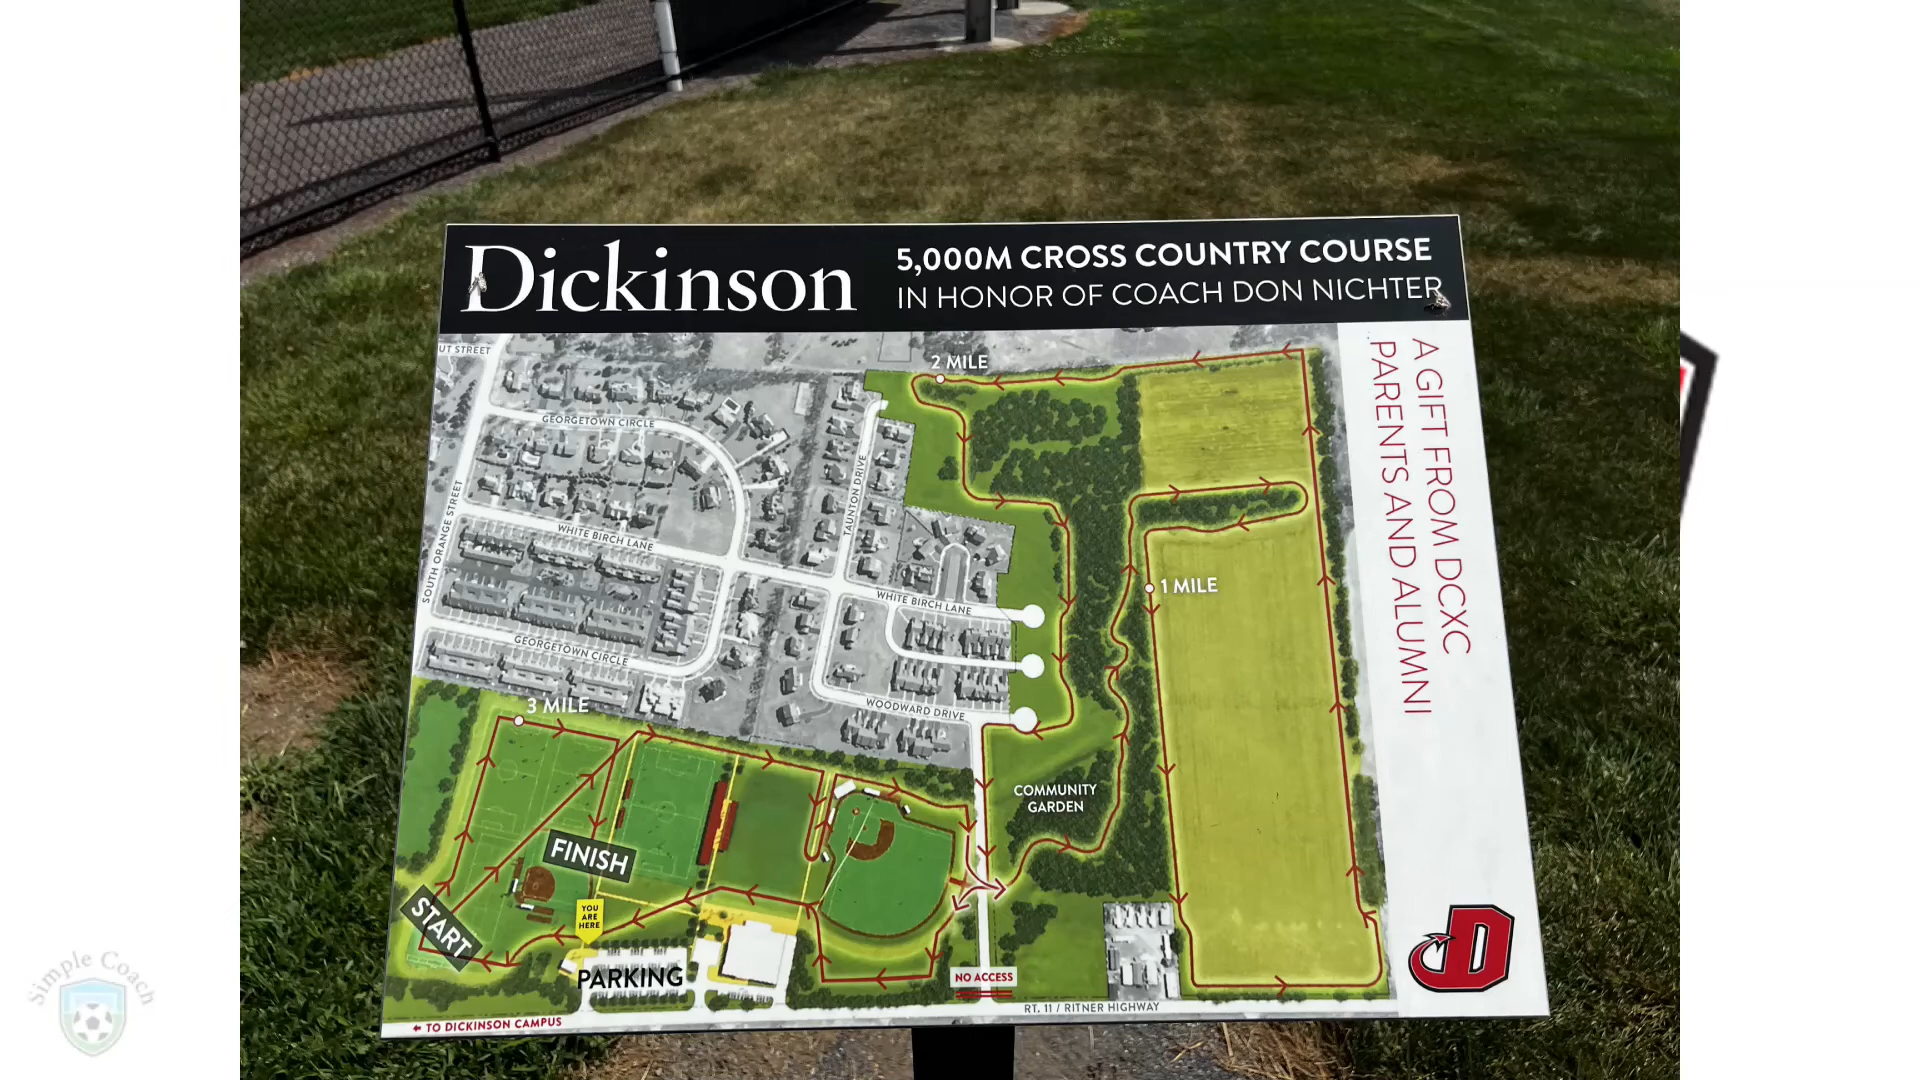 Dickinson
5,000M CROSS COUNTRY COURSE
IN HONOR OF COACH DON NICHTER
A GIFT FROM DCXC
PARENTS AND ALUMNI
UT STREET
2 MILE
GEORGETOWN CIRCLE
TAUNTON DRIVE
SOUTH ORANGE STREET
WHITE BIRCH LANE
WHITE BIRCH LANE
1 MILE
GEORGETOWN CIRCLE
WOODWARD DRIVE
3 MILE
COMMUNITY
GARDEN
FINISH
START
YOU
ARE
HERE
PARKING
NO ACCESS
RT. 11 / RITNER HIGHWAY
TO DICKINSON CAMPUS
D
Simple Coach